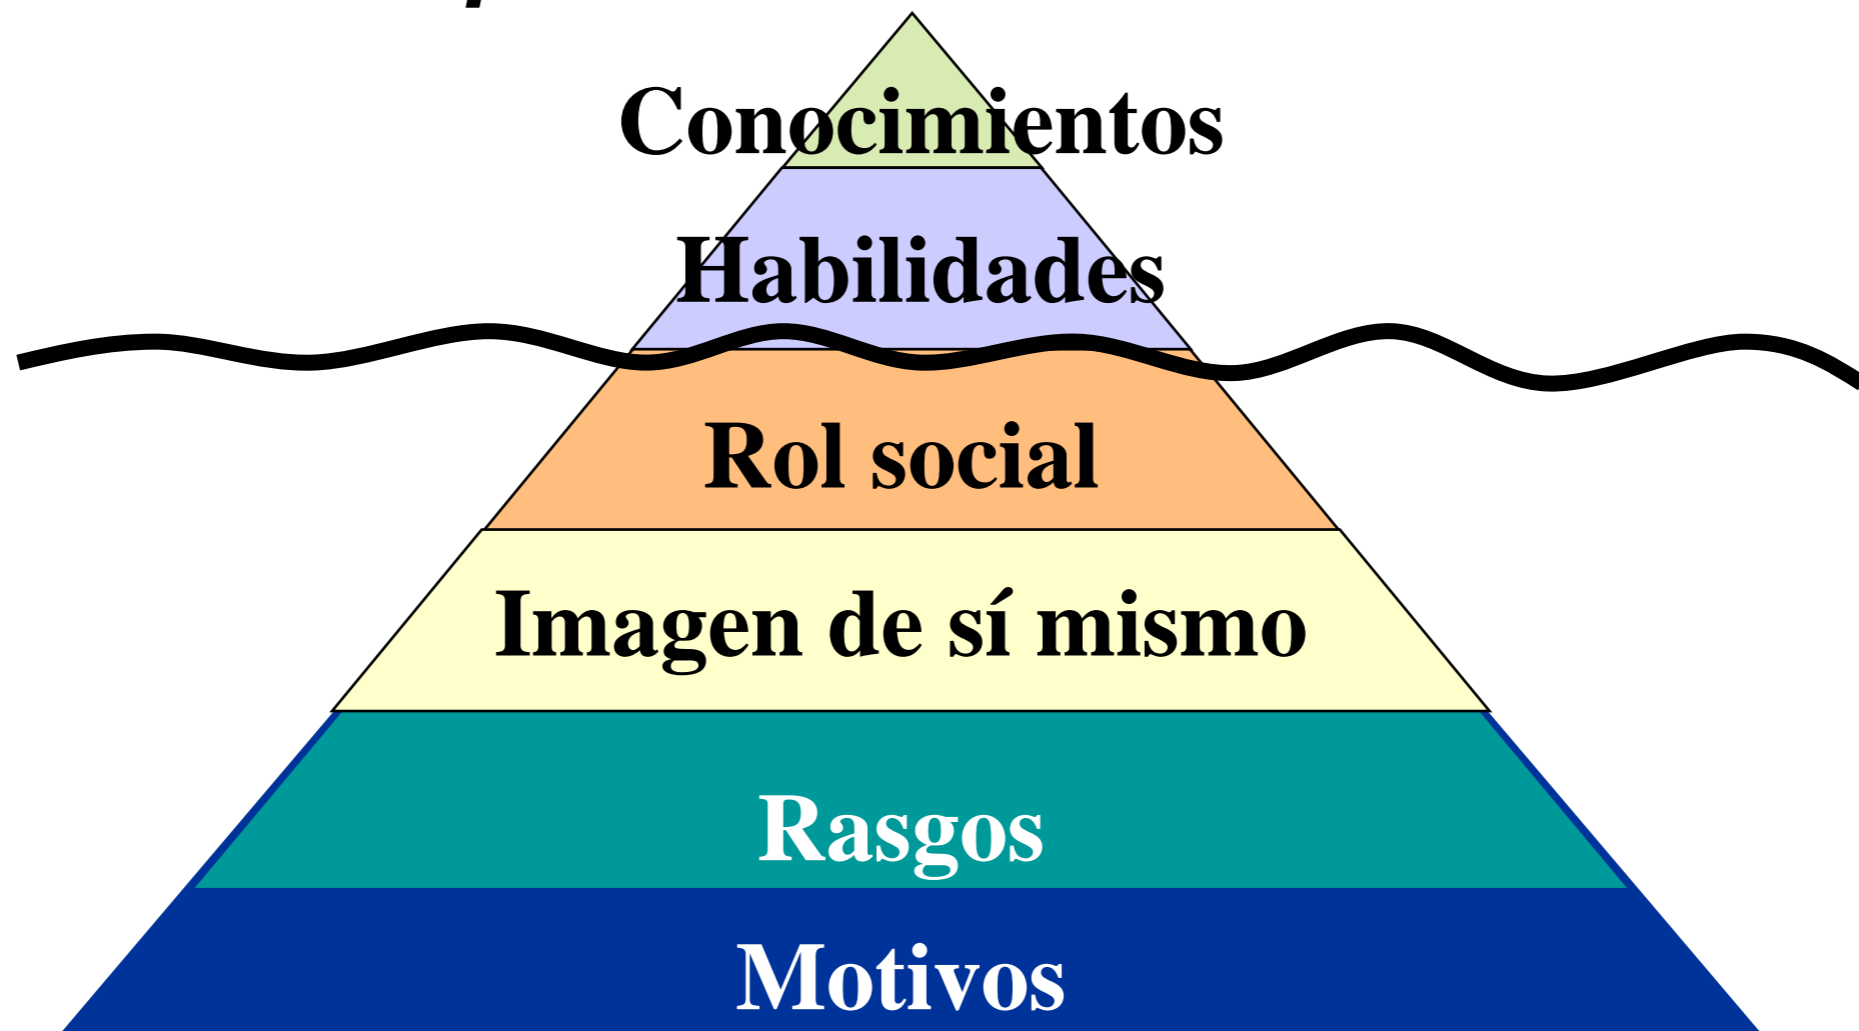 Conocimientos
Habilidades
Rol social
Imagen de sí mismo
Rasgos
Motivos